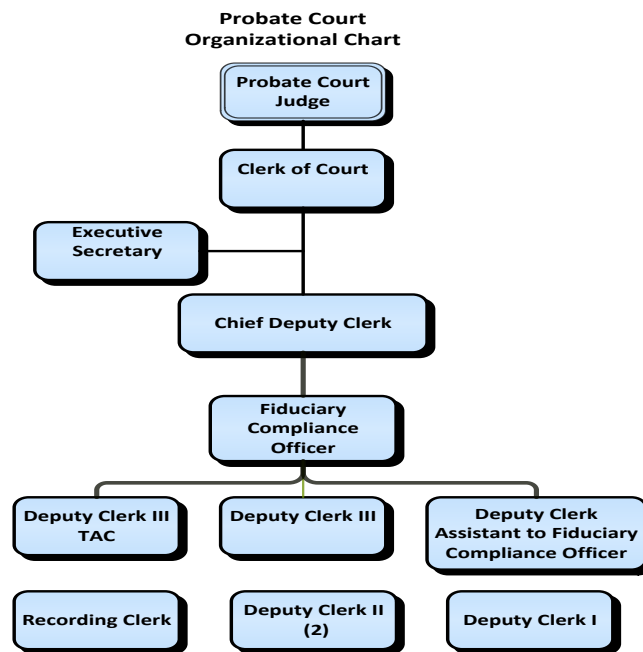 Probate Court
Organizational Chart
Probate Court
Judge
Clerk of Court
Executive
Secretary
Chief Deputy Clerk
Fiduciary
Compliance
Officer
Deputy Clerk III
TAC
Deputy Clerk III
Deputy Clerk
Assistant to Fiduciary
Compliance Officer
Recording Clerk
Deputy Clerk II
(2)
Deputy Clerk I